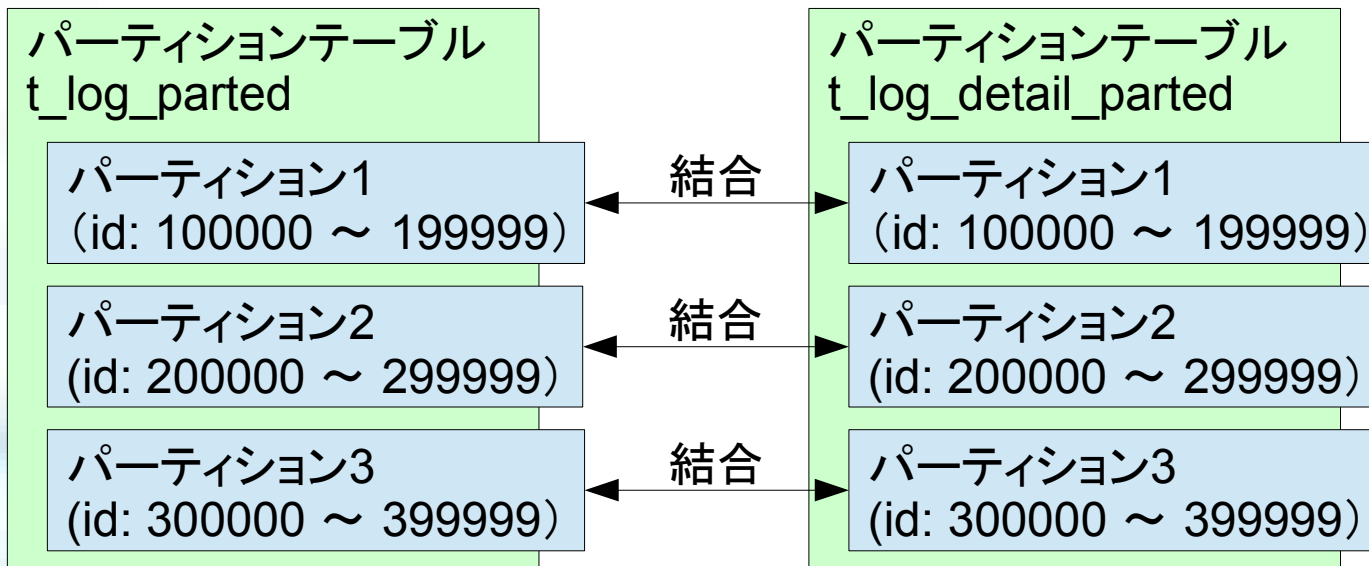 パーティションテーブル
t_log_parted
パーティション1
（id: 100000 ～ 199999）
パーティション2
(id: 200000 ～ 299999）
パーティション3
(id: 300000 ～ 399999）
結合
結合
結合
パーティションテーブル
t_log_detail_parted
パーティション1
（id: 100000 ～ 199999）
パーティション2
(id: 200000 ～ 299999）
パーティション3
(id: 300000 ～ 399999）